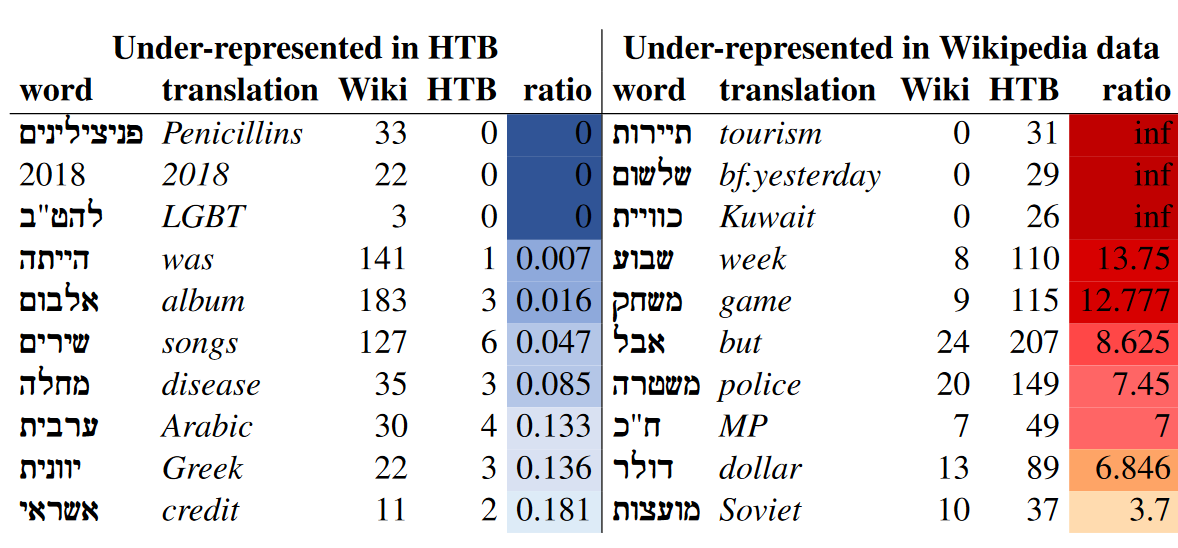 Under-represented in HTB Under-represented in Wikipedia data
word translation Wiki HTB ratio word translation Wiki HTB ratio
פניצילינים Penicillins 33 0 0 תיירות tourism 0 31 inf
2018 2018 22 0 0 שלשום bf.yesterday 0 29 inf
להט"ב LGBT 3 0 0 כוויית Kuwait 0 26 inf
הייתה was 141 1 0.007 שבוע week 8 110 13.75
אלבום album 183 3 0.016 משחק game 9 115 12.777
שירים songs 127 6 0.047 אבל but 24 207 8.625
מחלה disease 35 3 0.085 משטרה police 20 149 7.45
ערבית Arabic 30 4 0.133 ח"כ MP 7 49 7
יוונית Greek 22 3 0.136 דולר dollar 13 89 6.846
אשראי credit 11 2 0.181 מועצות Soviet 10 37 3.7